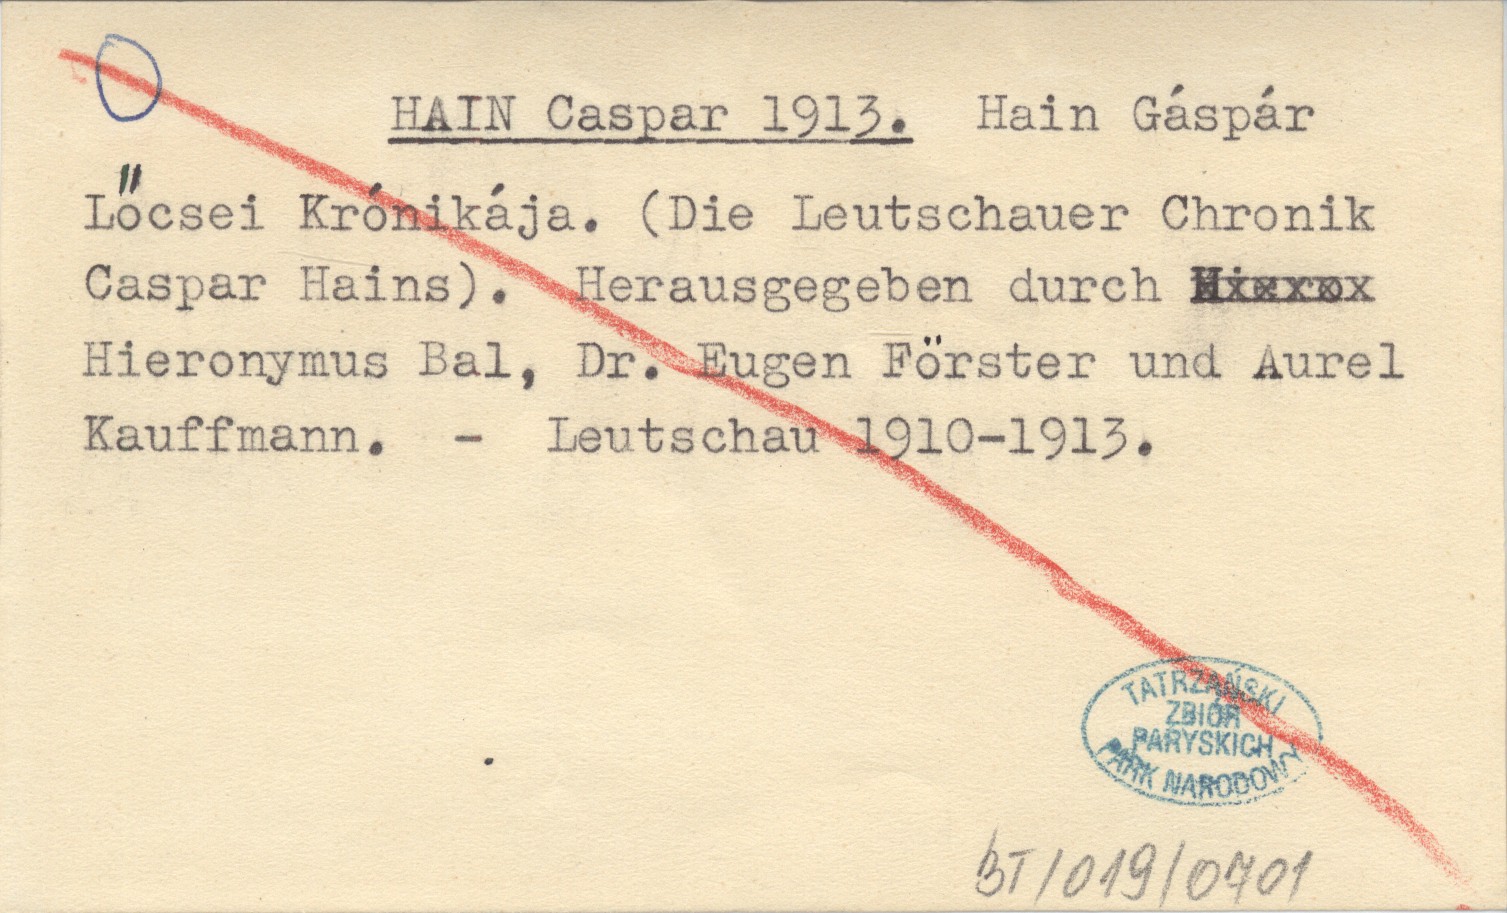 HAIN Caspar 1913. Hain Gáspár
Lőcsei Krónikája. (Die Leutschauer Chronik
Caspar Hains). Herausgegeben durch
Hieronymus Bal, Dr. Eugen Förster und Aurel
Kauffmann. - Leutschau 1910-1913.
TATRZAŃSKI
ZBIÓR
PARYSKICH
PARK NARODOWY
BT/019/0701